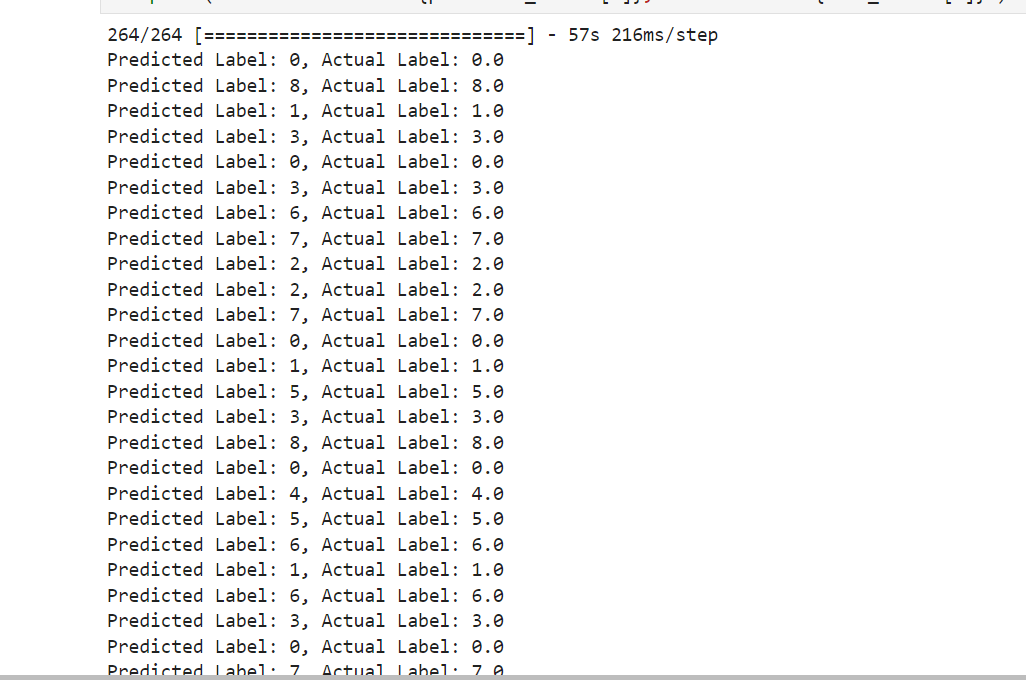 264/264 [==============================] - 57s 216ms/step
Predicted Label: 0, Actual Label: 0.0
Predicted Label: 8, Actual Label: 8.0
Predicted Label: 1, Actual Label: 1.0
Predicted Label: 3, Actual Label: 3.0
Predicted Label: 0, Actual Label: 0.0
Predicted Label: 3, Actual Label: 3.0
Predicted Label: 6, Actual Label: 6.0
Predicted Label: 7, Actual Label: 7.0
Predicted Label: 2, Actual Label: 2.0
Predicted Label: 2, Actual Label: 2.0
Predicted Label: 7, Actual Label: 7.0
Predicted Label: 0, Actual Label: 0.0
Predicted Label: 1, Actual Label: 1.0
Predicted Label: 5, Actual Label: 5.0
Predicted Label: 3, Actual Label: 3.0
Predicted Label: 8, Actual Label: 8.0
Predicted Label: 0, Actual Label: 0.0
Predicted Label: 4, Actual Label: 4.0
Predicted Label: 5, Actual Label: 5.0
Predicted Label: 6, Actual Label: 6.0
Predicted Label: 1, Actual Label: 1.0
Predicted Label: 6, Actual Label: 6.0
Predicted Label: 3, Actual Label: 3.0
Predicted Label: 0, Actual Label: 0.0
Predicted Label: 7, Actual Label: 7.0